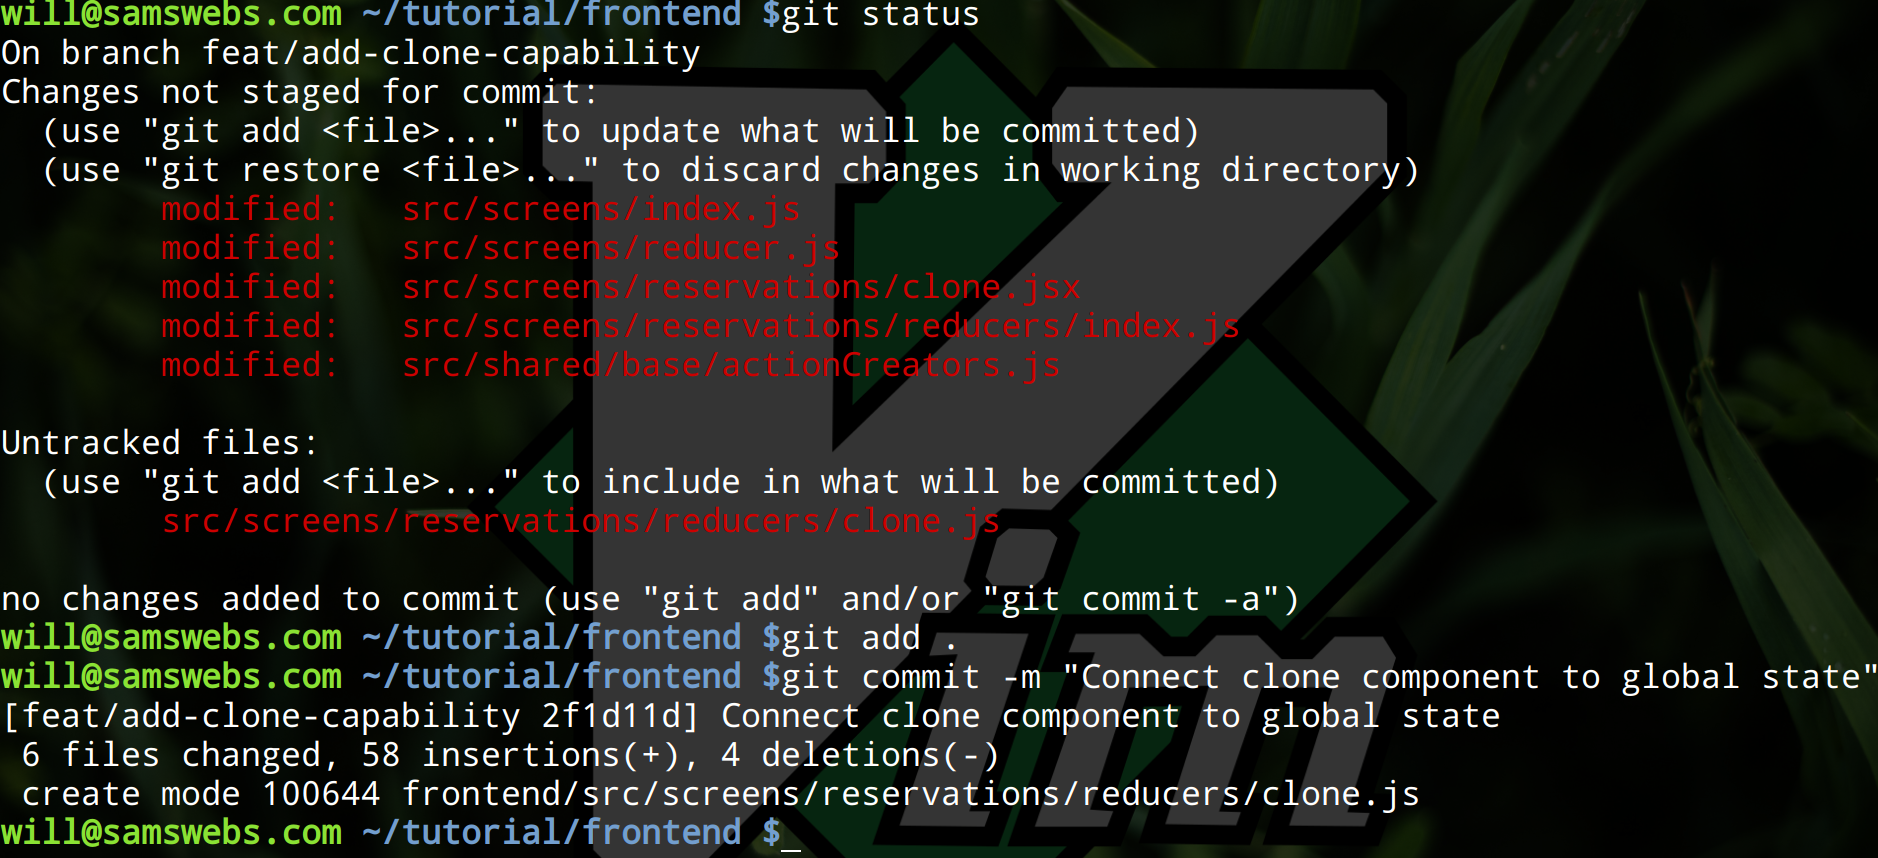 will@samswebs.com ~/tutorial/frontend $git status
On branch feat/add-clone-capability
Changes not staged for commit:
  (use "git add <file>..." to update what will be committed)
  (use "git restore <file>..." to discard changes in working directory)
        modified:   src/screens/index.js
        modified:   src/screens/reducer.js
        modified:   src/screens/reservations/clone.jsx
        modified:   src/screens/reservations/reducers/index.js
        modified:   src/shared/base/actionCreators.js

Untracked files:
  (use "git add <file>..." to include in what will be committed)
        src/screens/reservations/reducers/clone.js

no changes added to commit (use "git add" and/or "git commit -a")
will@samswebs.com ~/tutorial/frontend $git add .
will@samswebs.com ~/tutorial/frontend $git commit -m "Connect clone component to global state"
[feat/add-clone-capability 2f1d11d] Connect clone component to global state
 6 files changed, 58 insertions(+), 4 deletions(-)
 create mode 100644 frontend/src/screens/reservations/reducers/clone.js
will@samswebs.com ~/tutorial/frontend $_
Vim